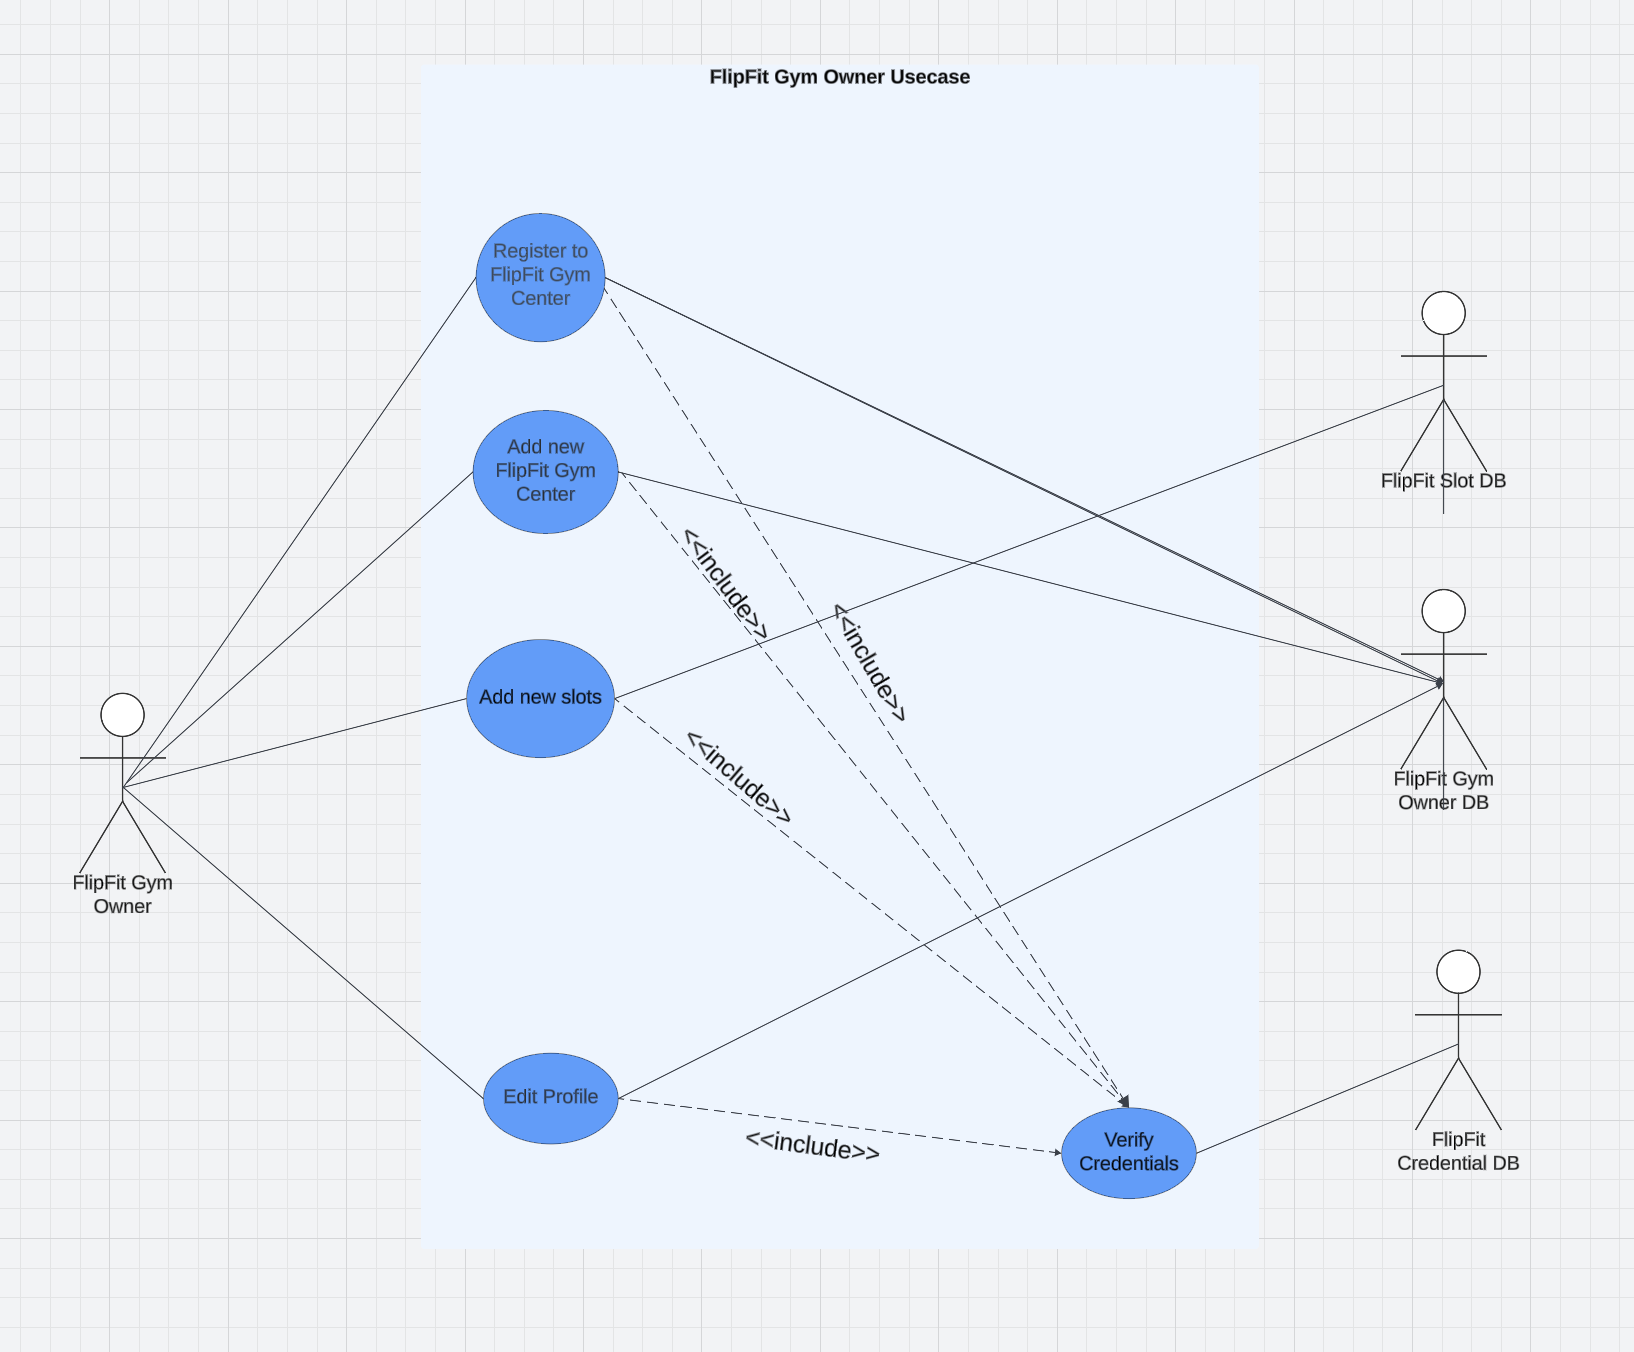 FlipFit Gym Owner Usecase
Register to
FlipFit Gym
Center
Add new
FlipFit Gym
Center
<<include>>
<<include>>
Add new slots
<<include>>
Edit Profile
<<include>>
Verify
Credentials
FlipFit Gym
Owner
FlipFit Slot DB
FlipFit Gym
Owner DB
FlipFit
Credential DB